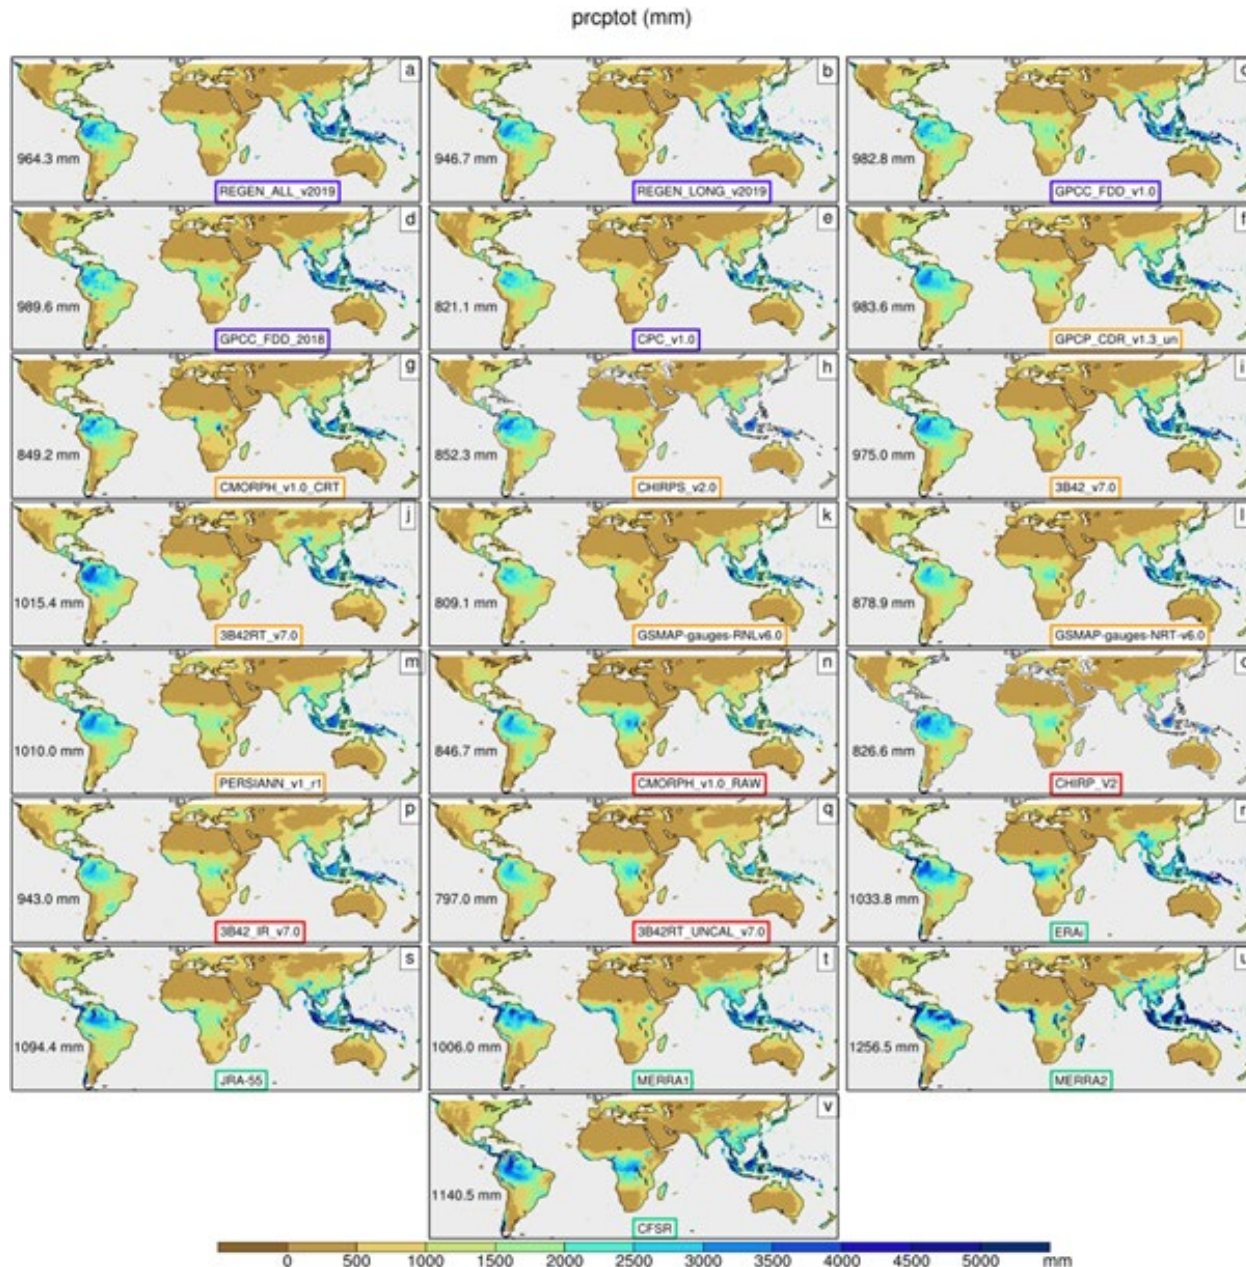 prcptot (mm)
a
964.3 mm
REGEN_ALL_v2019
b
946.7 mm
REGEN_LONG_v2019
c
982.8 mm
GPCC_FDD_v1.0
d
989.6 mm
GPCC_FDD_2018
e
821.1 mm
CPC_v1.0
f
983.6 mm
GPCP_CDR_v1.3_un
g
849.2 mm
CMORPH_v1.0_CRT
h
852.3 mm
CHIRPS_v2.0
i
975.0 mm
3B42_v7.0
j
1015.4 mm
3B42RT_v7.0
k
809.1 mm
GSMAP-gauges-RNLv6.0
l
878.9 mm
GSMAP-gauges-NRT-v6.0
m
1010.0 mm
PERSIANN_v1_r1
n
846.7 mm
CMORPH_v1.0_RAW
o
826.6 mm
CHIRP_V2
p
943.0 mm
3B42_IR_v7.0
q
797.0 mm
3B42RT_UNCAL_v7.0
r
1033.8 mm
ERAi
s
1094.4 mm
JRA-55
t
1006.0 mm
MERRA1
u
1256.5 mm
MERRA2
v
1140.5 mm
CFSR
0 500 1000 1500 2000 2500 3000 3500 4000 4500 5000 mm